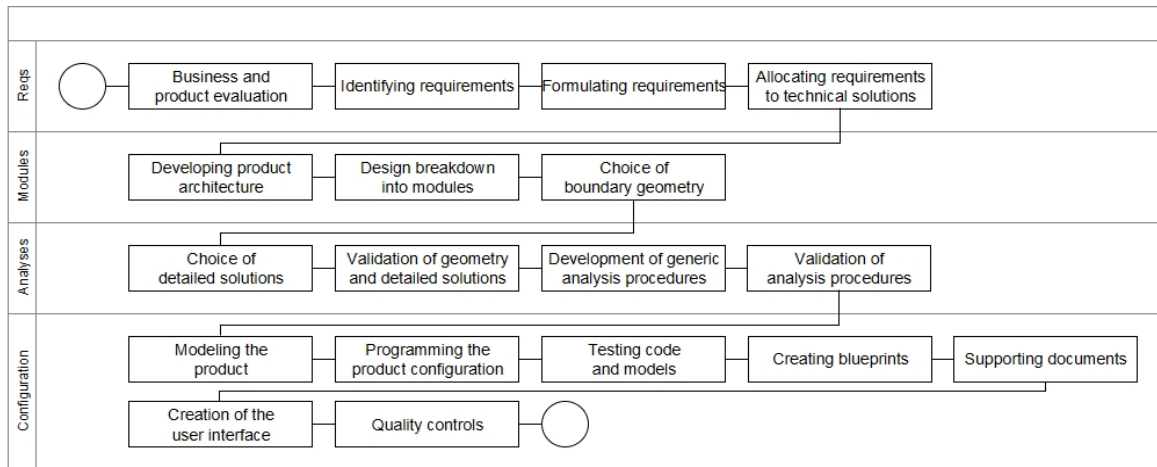 Reqs
Business and
product evaluation
Identifying requirements
Formulating requirements
Allocating requirements
to technical solutions
Modules
Developing product
architecture
Design breakdown
into modules
Choice of
boundary geometry
Analyses
Choice of
detailed solutions
Validation of geometry
and detailed solutions
Development of generic
analysis procedures
Validation of
analysis procedures
Configuration
Modeling the
product
Programming the
product configuration
Testing code
and models
Creating blueprints
Supporting documents
Creation of the
user interface
Quality controls